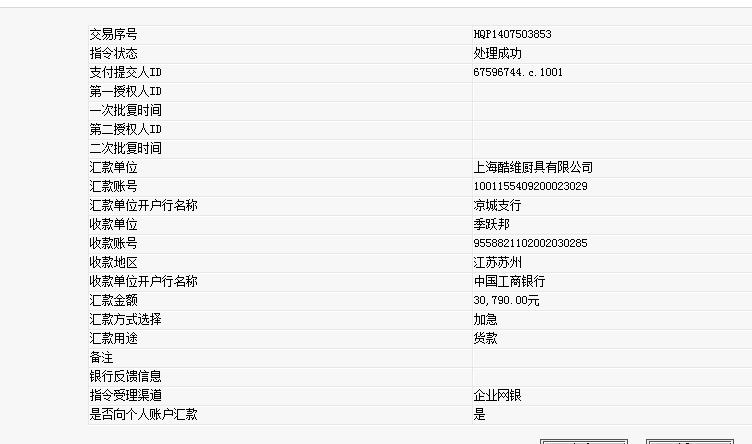 交易序号 HQP1407503853
指令状态 处理成功
支付提交人ID 67596744.c.1001
第一授权人ID
一次批复时间
第二授权人ID
二次批复时间
汇款单位 上海酷维厨具有限公司
汇款账号 1001155409200023029
汇款单位开户行名称 凉城支行
收款单位 季跃邦
收款账号 9558821102002030285
收款地区 江苏苏州
收款单位开户行名称 中国工商银行
汇款金额 30,790.00元
汇款方式选择 加急
汇款用途 货款
备注
银行反馈信息
指令受理渠道 企业网银
是否向个人账户汇款 是